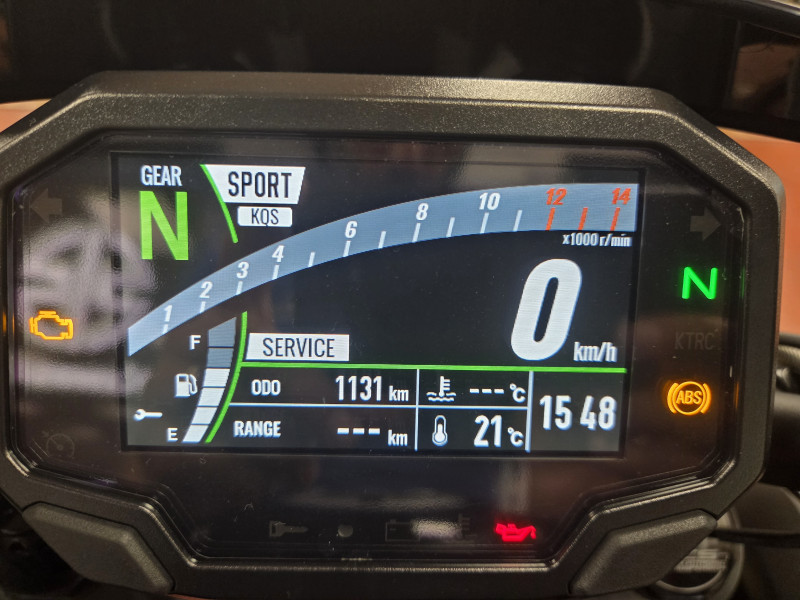 GEAR
N
SPORT
KQS
1 2 3 4 6 8 10 12 14
x1000 r/min
0 km/h
N
KTRC
ABS
SERVICE
F
ODO 1131 km
--- °C
15 48
E
RANGE --- km
21 °C